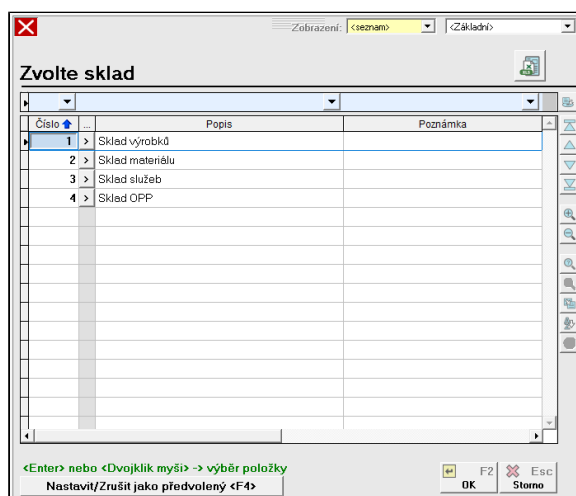 Zobrazení: <seznam> <Základní>
Zvolte sklad
Číslo ... Popis Poznámka
1 > Sklad výrobků
2 > Sklad materiálu
3 > Sklad služeb
4 > Sklad OPP
<Enter> nebo <Dvojklik myši> -> výběr položky
Nastavit/Zrušit jako předvolený <F4>
F2 OK
Esc Storno